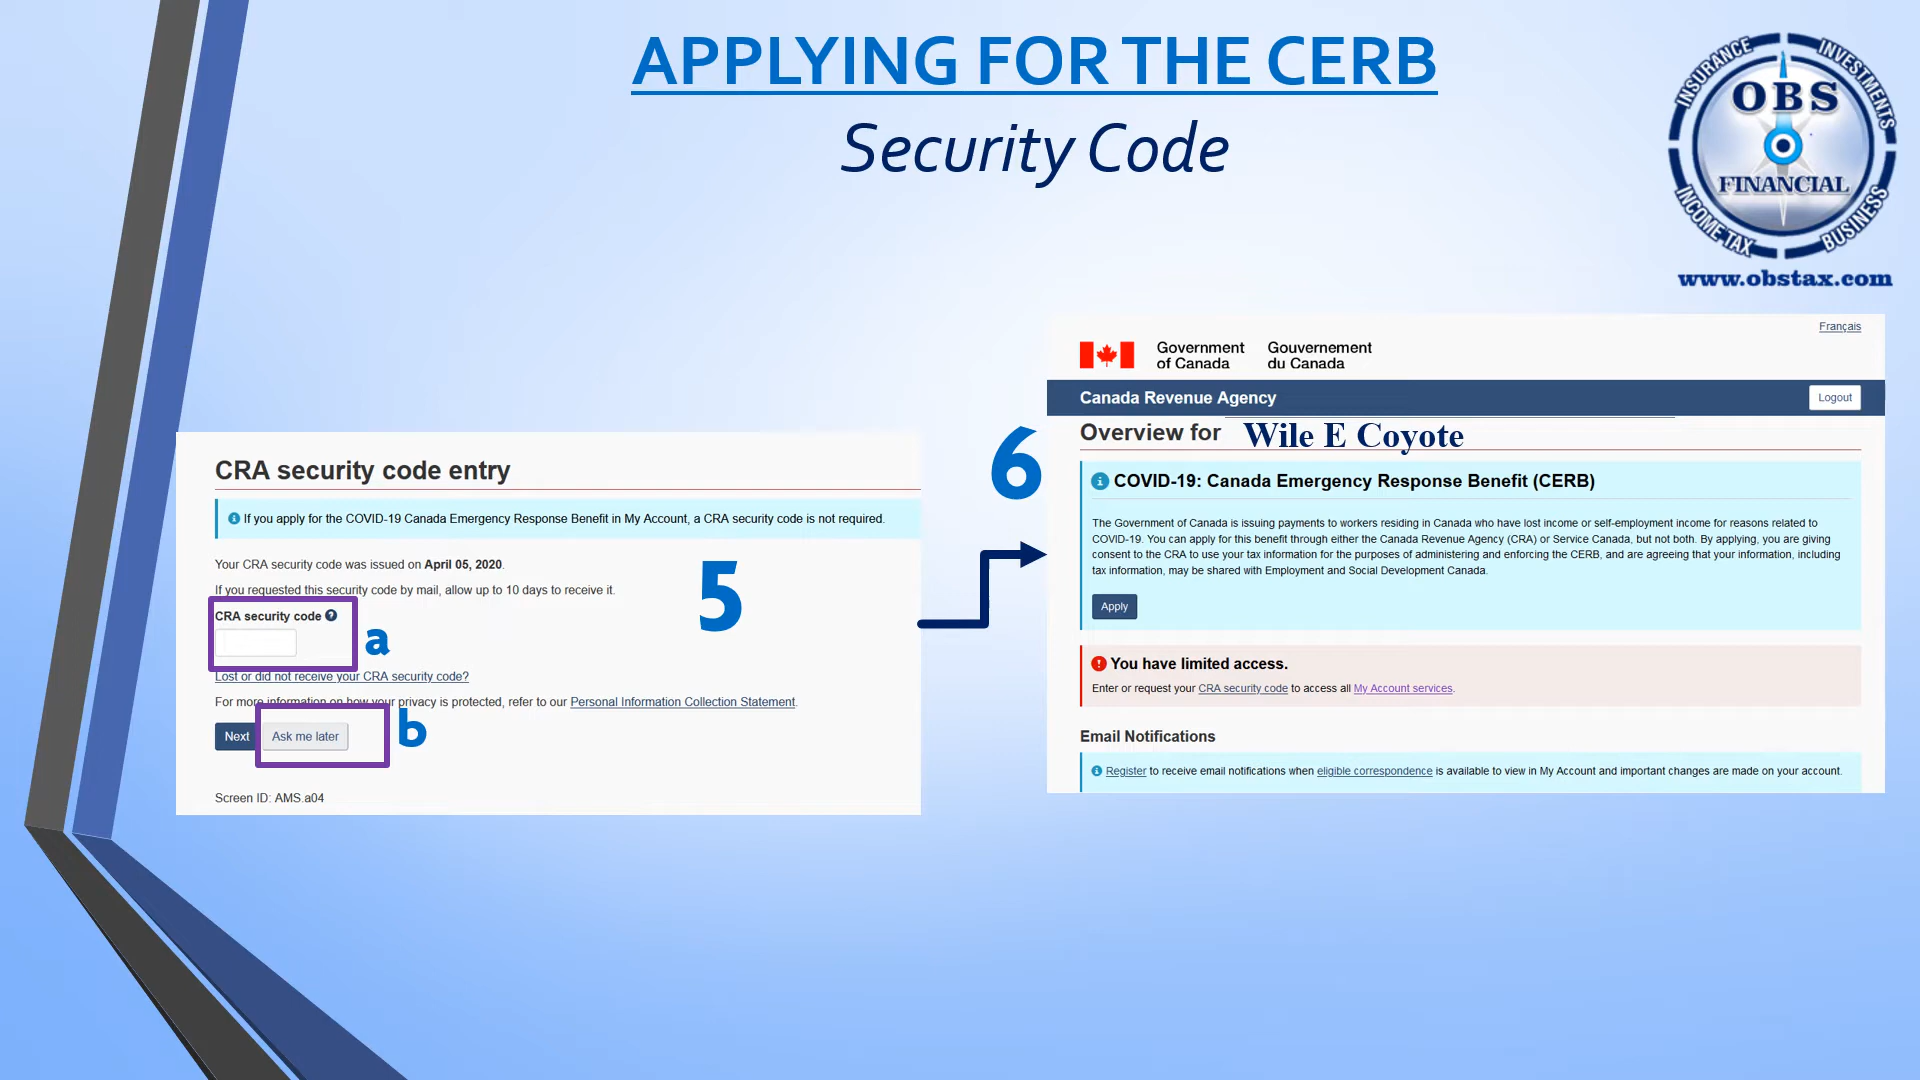 APPLYING FOR THE CERB
Security Code
INSURANCE
INVESTMENTS
OBS
FINANCIAL
INCOME TAX
BUSINESS
www.obstax.com
5
CRA security code entry
If you apply for the COVID-19 Canada Emergency Response Benefit in My Account, a CRA security code is not required.
Your CRA security code was issued on April 05, 2020.
If you requested this security code by mail, allow up to 10 days to receive it.
CRA security code
a
Lost or did not receive your CRA security code?
For more information on how your privacy is protected, refer to our Personal Information Collection Statement.
Next
Ask me later
b
Screen ID: AMS.a04
6
Français
Government of Canada
Gouvernement du Canada
Canada Revenue Agency
Logout
Overview for Wile E Coyote
COVID-19: Canada Emergency Response Benefit (CERB)
The Government of Canada is issuing payments to workers residing in Canada who have lost income or self-employment income for reasons related to
COVID-19. You can apply for this benefit through either the Canada Revenue Agency (CRA) or Service Canada, but not both. By applying, you are giving
consent to the CRA to use your tax information for the purposes of administering and enforcing the CERB, and are agreeing that your information, including
tax information, may be shared with Employment and Social Development Canada.
Apply
You have limited access.
Enter or request your CRA security code to access all My Account services.
Email Notifications
Register to receive email notifications when eligible correspondence is available to view in My Account and important changes are made on your account.